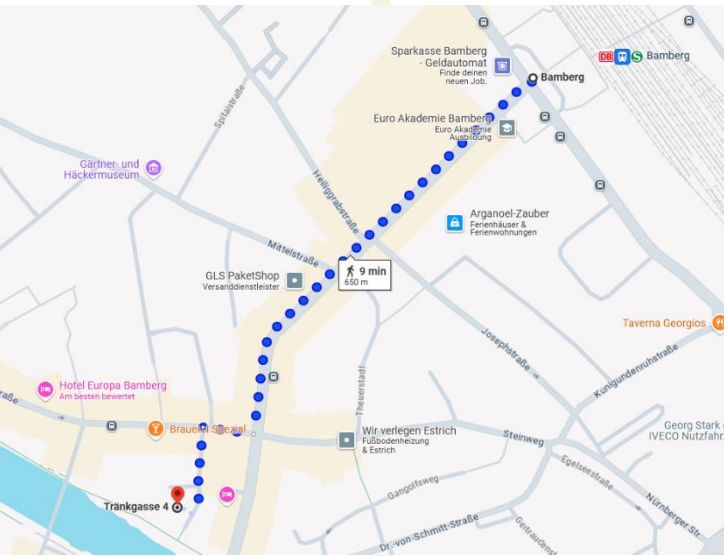 Sparkasse Bamberg
- Geldautomat
Finde deinen
neuen Job.
DB
S
Bamberg
Bamberg
Euro Akademie Bamberg
Euro Akademie
Ausbildung
Spitalstraße
Gärtner- und
Häckermuseum
Heiliggrabstraße
Arganoel-Zauber
Ferienhäuser &
Ferienwohnungen
Mittelstraße
9 min
650 m
GLS PaketShop
Versanddienstleister
Taverna Georgios
Josephstraße
Kunigundenruhstraße
Theuerstadt
Hotel Europa Bamberg
Am besten bewertet
Brauerei Spezial
Wir verlegen Estrich
Fußbodenheizung
& Estrich
Steinweg
Georg Stark
IVECO Nutzfahr
Egelseestraße
Gangolfsweg
Nürnberger Str.
Tränkgasse 4
Dr.-von-Schmitt-Straße